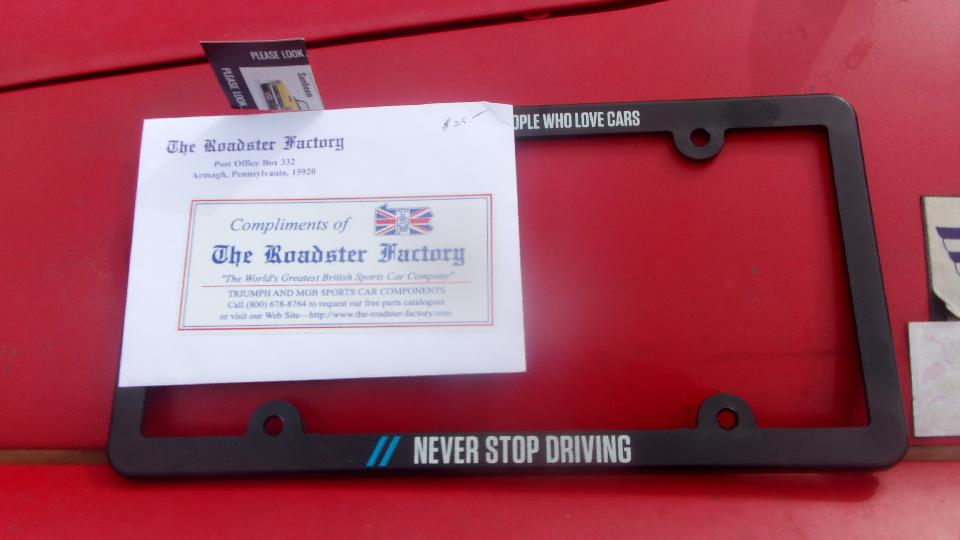 PLEASE LOOK
PLEASE LOOK
OPLE WHO LOVE CARS
$25.-
The Roadster Factory
Post Office Box 332
Armagh, Pennsylvania, 15920
Compliments of
The Roadster Factory
"The World's Greatest British Sports Car Company"
TRIUMPH AND MGB SPORTS CAR COMPONENTS
Call (800) 678-8764 to request our free parts catalogues
or visit our Web Site—http://www.the-roadster-factory.com
// NEVER STOP DRIVING